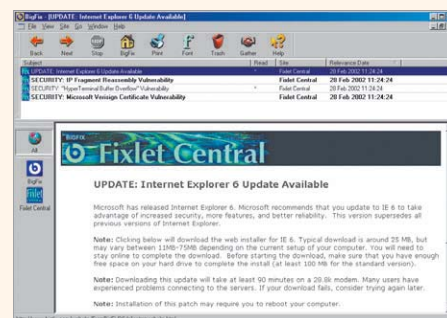 BigFix - [UPDATE: Internet Explorer 6 Update Available]
File View Site Go Window Help
Back Next Stop BigFix Print Font Trash Gather Help
Subject Read Site Relevance Date
UPDATE: Internet Explorer 6 Update Available * Fixlet Central 28 Feb 2002 11:24:24
SECURITY: IP Fragment Reassembly Vulnerability Fixlet Central 28 Feb 2002 11:24:24
SECURITY: "HyperTerminal Buffer Overflow" Vulnerability * Fixlet Central 28 Feb 2002 11:24:24
SECURITY: Microsoft Verisign Certificate Vulnerability Fixlet Central 28 Feb 2002 11:24:24
All
BigFix
Fixlet Central
BIGFIX
Fixlet Central
UPDATE: Internet Explorer 6 Update Available
Microsoft has released Internet Explorer 6. Microsoft recommends that you update to IE 6 to take
advantage of increased security, more features, and better reliability. This version supersedes all
previous versions of Internet Explorer.
Note: Clicking below will download the web installer for IE 6. Typical download is around 25 MB, but
may vary between 11MB-75MB depending on the current setup of your computer. You will need to
stay online to complete the download. Before starting the download, make sure that you have enough
free space on your hard drive to complete the install (at least 100 MB for the standard version).
Note: Downloading this update will take at least 90 minutes on a 28.8k modem. Many users have
experienced problems connecting to the servers. If your download fails, consider trying again later.
Note: Installation of this patch may require you to reboot your computer.